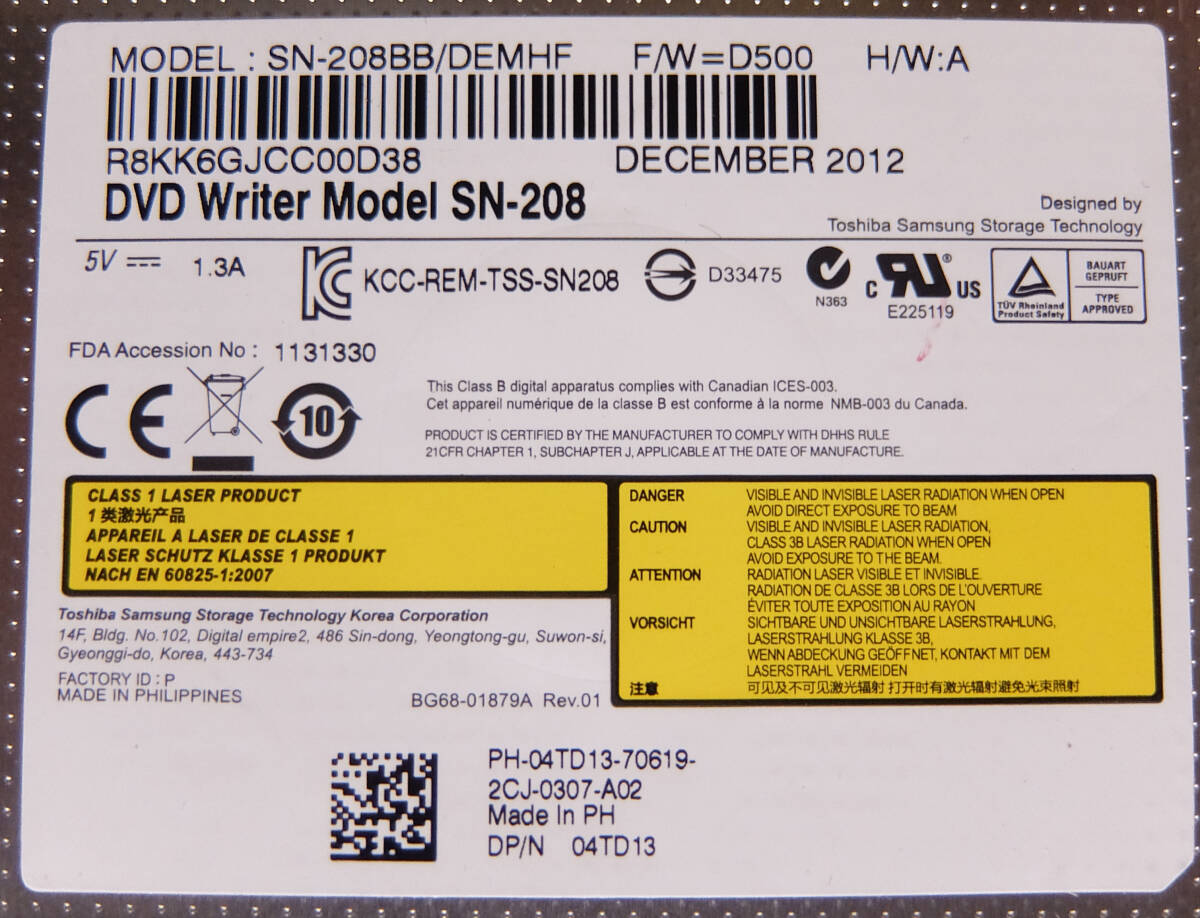 MODEL : SN-208BB/DEMHF F/W=D500 H/W:A
R8KK6GJCC00D38 DECEMBER 2012
DVD Writer Model SN-208
Designed by
Toshiba Samsung Storage Technology
5V 1.3A KCC-REM-TSS-SN208 D33475 N363 C RU® US E225119
TÜV Rheinland
Product Safety
BAUART
GEPRÜFT
TYPE
APPROVED
FDA Accession No : 1131330
CE 10
This Class B digital apparatus complies with Canadian ICES-003.
Cet appareil numérique de la classe B est conforme à la norme NMB-003 du Canada.
PRODUCT IS CERTIFIED BY THE MANUFACTURER TO COMPLY WITH DHHS RULE
21CFR CHAPTER 1, SUBCHAPTER J, APPLICABLE AT THE DATE OF MANUFACTURE.
CLASS 1 LASER PRODUCT
1 类激光产品
APPAREIL A LASER DE CLASSE 1
LASER SCHUTZ KLASSE 1 PRODUKT
NACH EN 60825-1:2007
DANGER VISIBLE AND INVISIBLE LASER RADIATION WHEN OPEN
AVOID DIRECT EXPOSURE TO BEAM
CAUTION VISIBLE AND INVISIBLE LASER RADIATION,
CLASS 3B LASER RADIATION WHEN OPEN
AVOID EXPOSURE TO THE BEAM.
ATTENTION RADIATION LASER VISIBLE ET INVISIBLE.
RADIATION DE CLASSE 3B LORS DE L'OUVERTURE
ÉVITER TOUTE EXPOSITION AU RAYON
VORSICHT SICHTBARE UND UNSICHTBARE LASERSTRAHLUNG,
LASERSTRAHLUNG KLASSE 3B,
WENN ABDECKUNG GEÖFFNET, KONTAKT MIT DEM
LASERSTRAHL VERMEIDEN
注意 可见及不可见激光辐射 打开时有激光辐射避免光束照射
Toshiba Samsung Storage Technology Korea Corporation
14F, Bldg. No.102, Digital empire2, 486 Sin-dong, Yeongtong-gu, Suwon-si,
Gyeonggi-do, Korea, 443-734
FACTORY ID : P
MADE IN PHILIPPINES
BG68-01879A Rev.01
PH-04TD13-70619-
2CJ-0307-A02
Made In PH
DP/N 04TD13